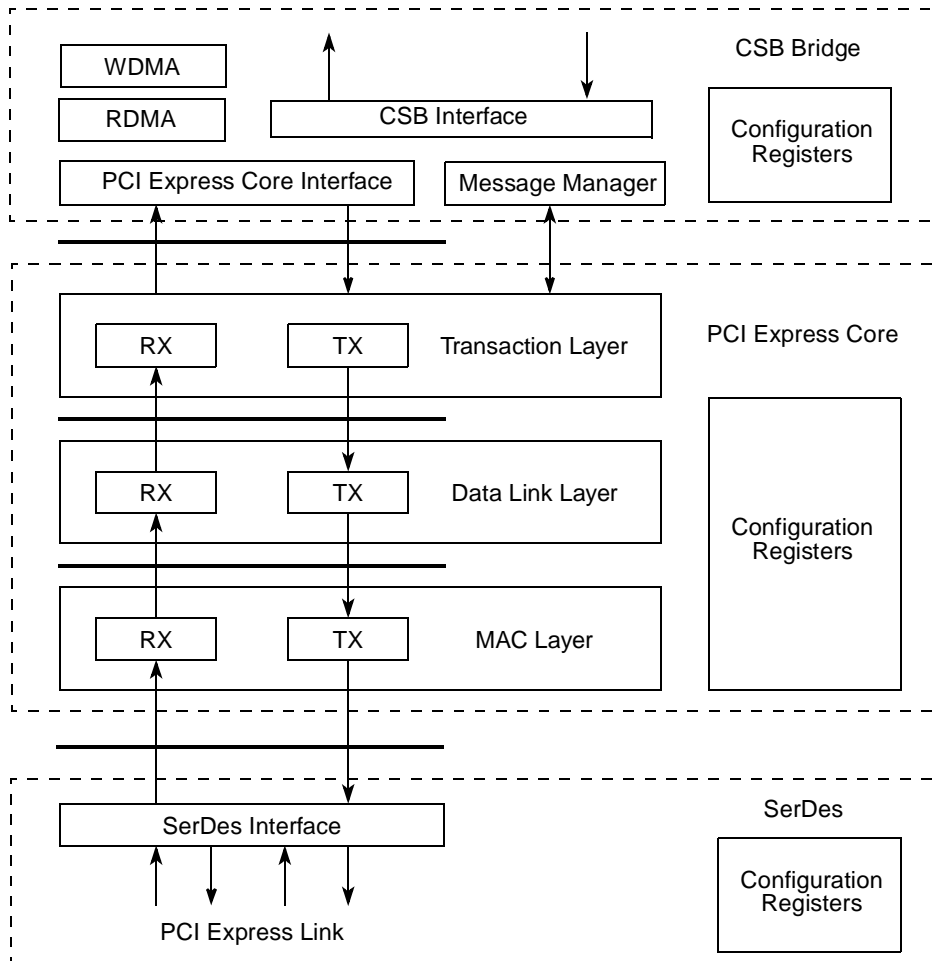 CSB Bridge
WDMA
RDMA
CSB Interface
Configuration
Registers
PCI Express Core Interface
Message Manager
PCI Express Core
RX
TX
Transaction Layer
RX
TX
Data Link Layer
Configuration
Registers
RX
TX
MAC Layer
SerDes
SerDes Interface
Configuration
Registers
PCI Express Link